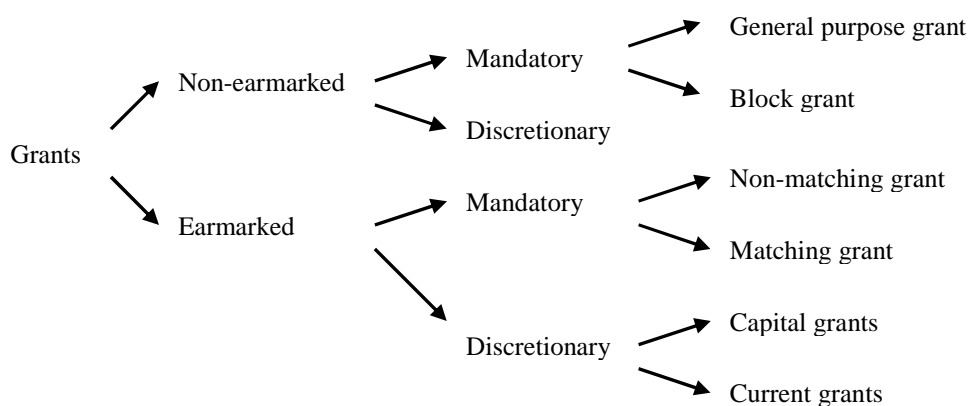 General purpose grant
Mandatory
Non-earmarked
Block grant
Discretionary
Grants
Non-matching grant
Mandatory
Earmarked
Matching grant
Capital grants
Discretionary
Current grants